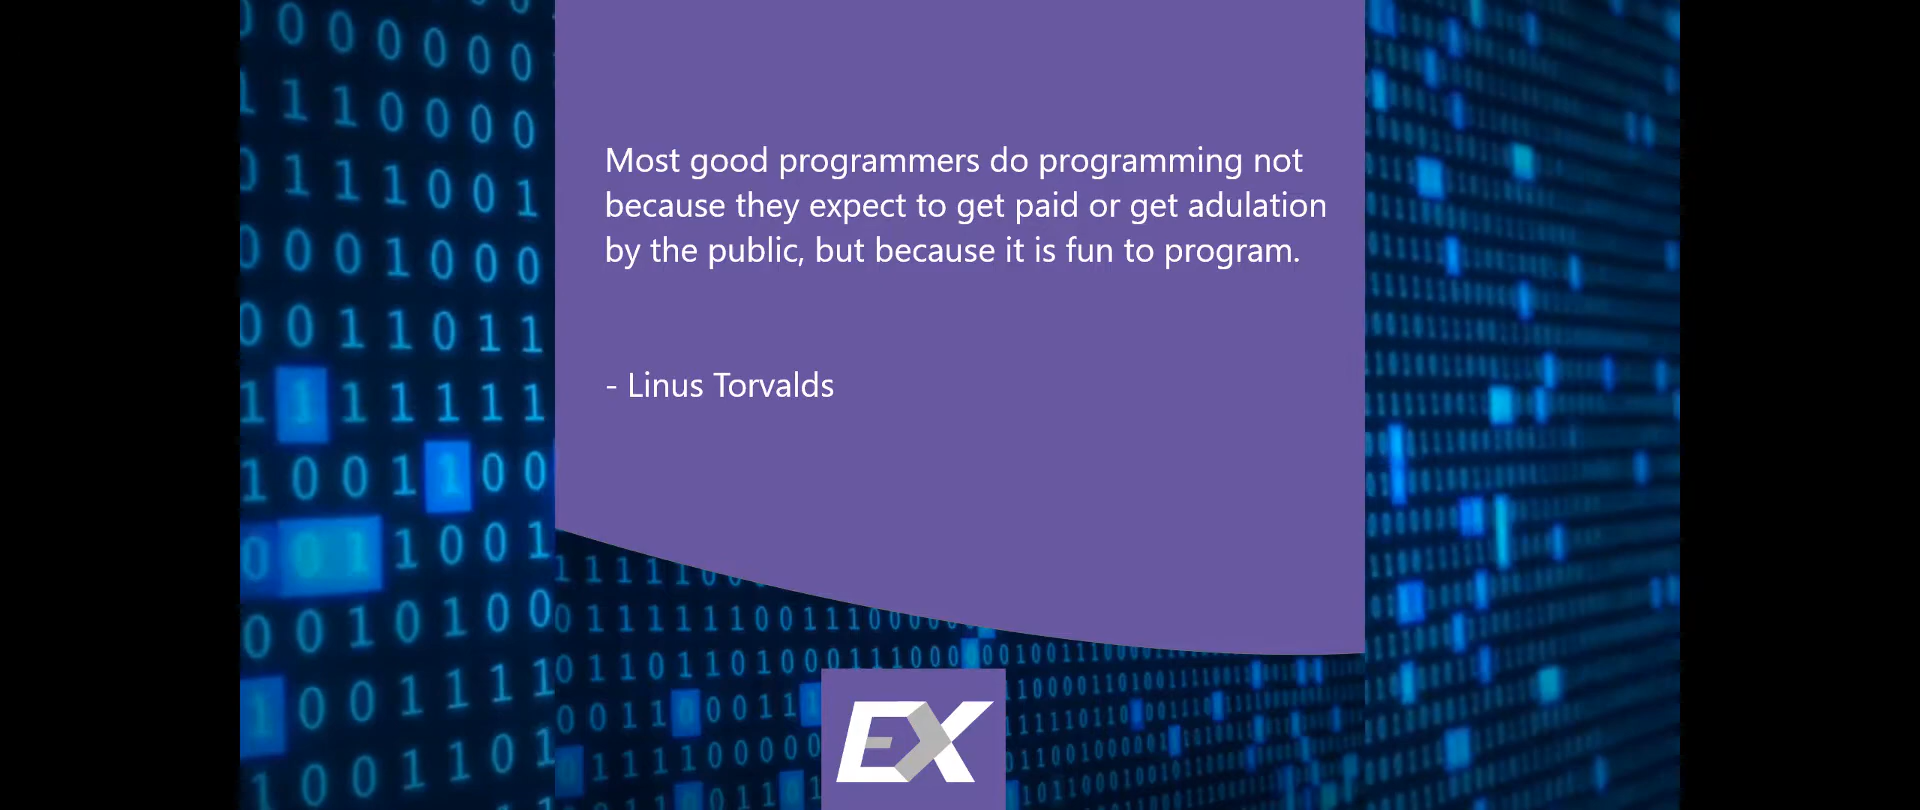 Most good programmers do programming not
because they expect to get paid or get adulation
by the public, but because it is fun to program.
- Linus Torvalds
EX